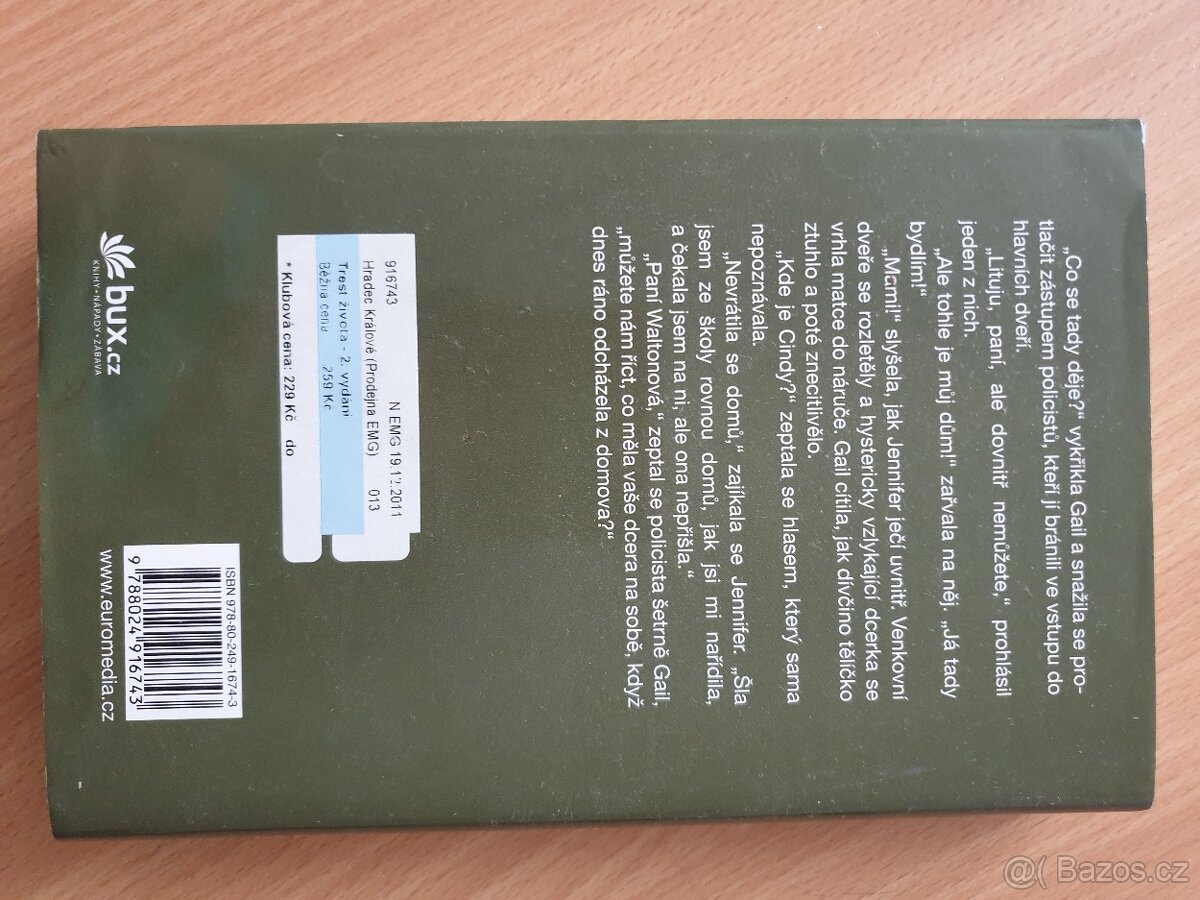 „Co se tady děje?“ vykřikla Gail a snažila se pro-
tlačit zástupem policistů, kteří jí bránili ve vstupu do
hlavních dveří.
„Lituju, paní, ale dovnitř nemůžete,“ prohlásil
jeden z nich.
„Ale tohle je můj dům!“ zařvala na něj. „Já tady
bydlím!“
„Mami!“ slyšela, jak Jennifer ječí uvnitř. Venkovní
dveře se rozletěly a hystericky vzlykající dcerka se
vrhla matce do náruče. Gail cítila, jak dívčino tělíčko
ztuhlo a poté znecitlivělo.
„Kde je Cindy?“ zeptala se hlasem, který sama
nepoznávala.
„Nevrátila se domů,“ zajíkala se Jennifer. „Šla
jsem ze školy rovnou domů, jak jsi mi nařídila,
a čekala jsem na ni, ale ona nepřišla.“
„Paní Waltonová,“ zeptal se policista šetrně Gail,
„můžete nám říct, co měla vaše dcera na sobě, když
dnes ráno odcházela z domova?“
N EMG 19.12.2011
916743
Hradec Králové (Prodejna EMG) 013
Trest života - 2. vydání
Běžná cena 259 Kč
* Klubová cena: 229 Kč do
bux.cz
KNIHY•NÁPADY•ZÁBAVA
ISBN 978-80-249-1674-3
9 788024 916743
www.euromedia.cz
@( Bazos.cz